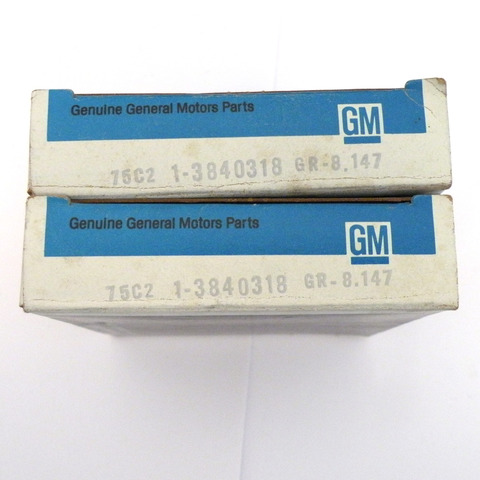 Genuine General Motors Parts
GM
75C2 1-3840318 GR-8.147
Genuine General Motors Parts
GM
75C2 1-3840318 GR-8.147